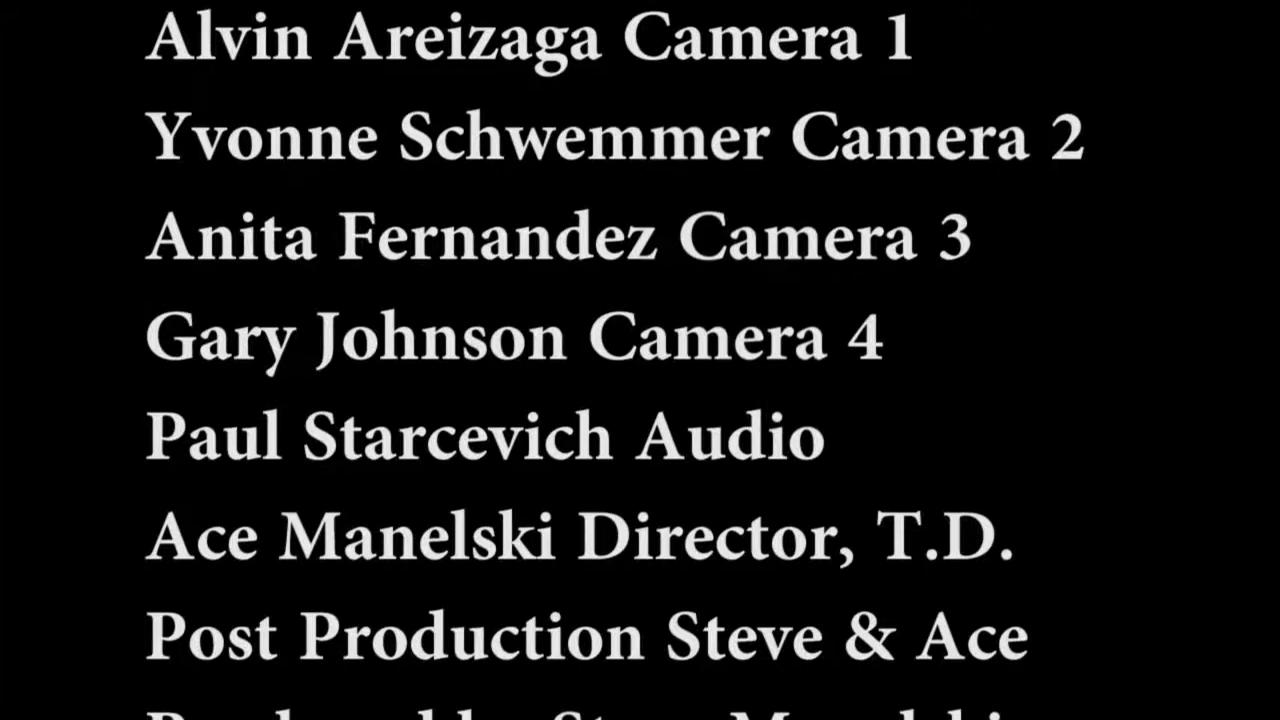 Alvin Areizaga Camera 1
Yvonne Schwemmer Camera 2
Anita Fernandez Camera 3
Gary Johnson Camera 4
Paul Starcevich Audio
Ace Manelski Director, T.D.
Post Production Steve & Ace